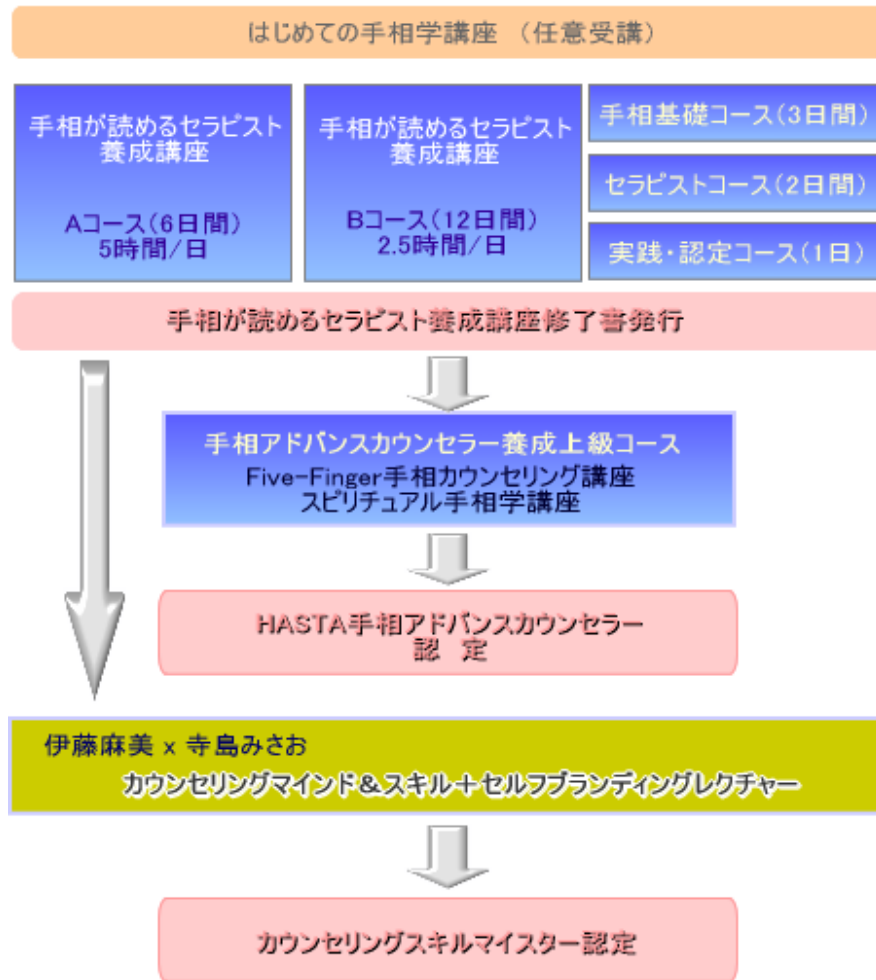 はじめての手相学講座 （任意受講）
手相が読めるセラピスト
養成講座
Aコース(6日間)
5時間/日
手相が読めるセラピスト
養成講座
Bコース(12日間)
2.5時間/日
手相基礎コース(3日間)
セラピストコース(2日間)
実践・認定コース(1日)
手相が読めるセラピスト養成講座修了書発行
手相アドバンスカウンセラー養成上級コース
Five-Finger手相カウンセリング講座
スピリチュアル手相学講座
HASTA手相アドバンスカウンセラー
認 定
伊藤麻美 x 寺島みさお
カウンセリングマインド＆スキル＋セルフブランディングレクチャー
カウンセリングスキルマイスター認定